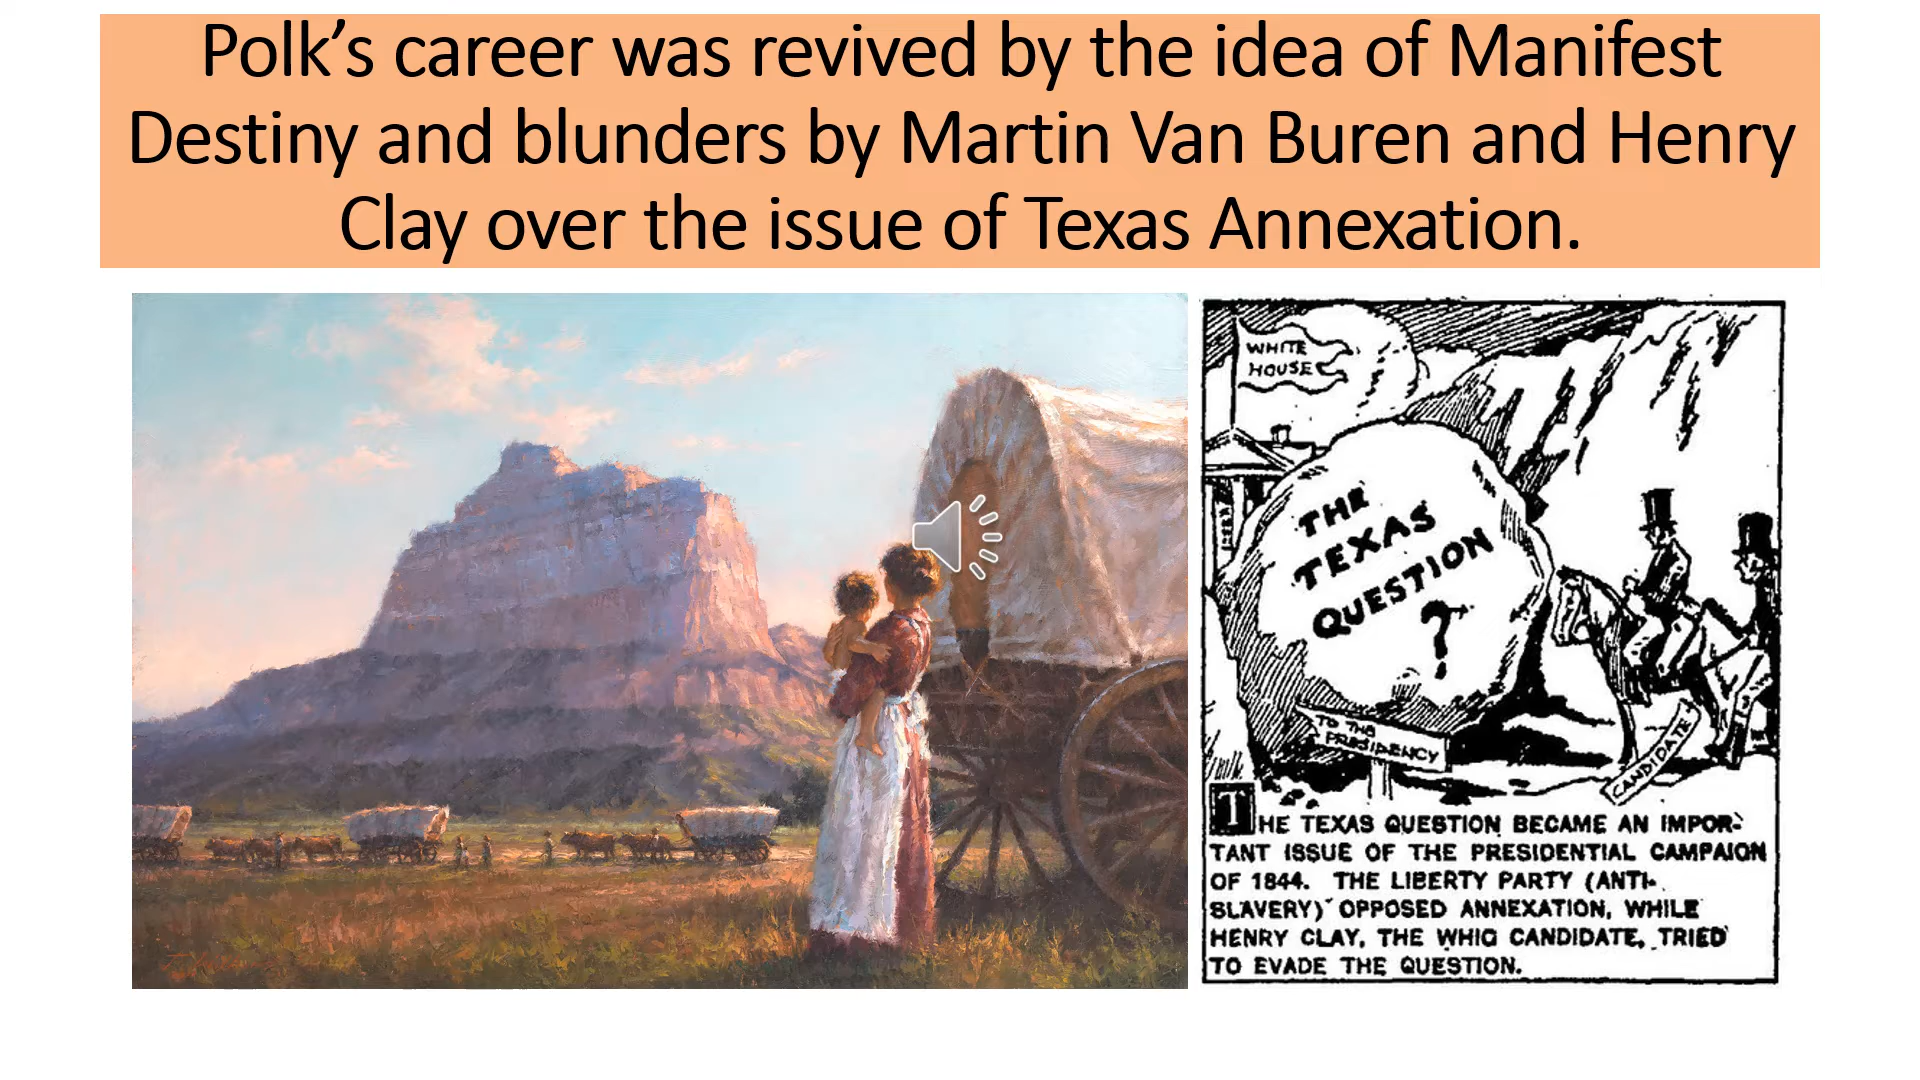 Polk’s career was revived by the idea of Manifest
Destiny and blunders by Martin Van Buren and Henry
Clay over the issue of Texas Annexation.
WHITE
HOUSE
THE
TEXAS
QUESTION
?
TO THE
PRESIDENCY
CANDIDATE
THE TEXAS QUESTION BECAME AN IMPOR-
TANT ISSUE OF THE PRESIDENTIAL CAMPAIGN
OF 1844. THE LIBERTY PARTY (ANTI-
SLAVERY) OPPOSED ANNEXATION, WHILE
HENRY CLAY, THE WHIG CANDIDATE, TRIED
TO EVADE THE QUESTION.